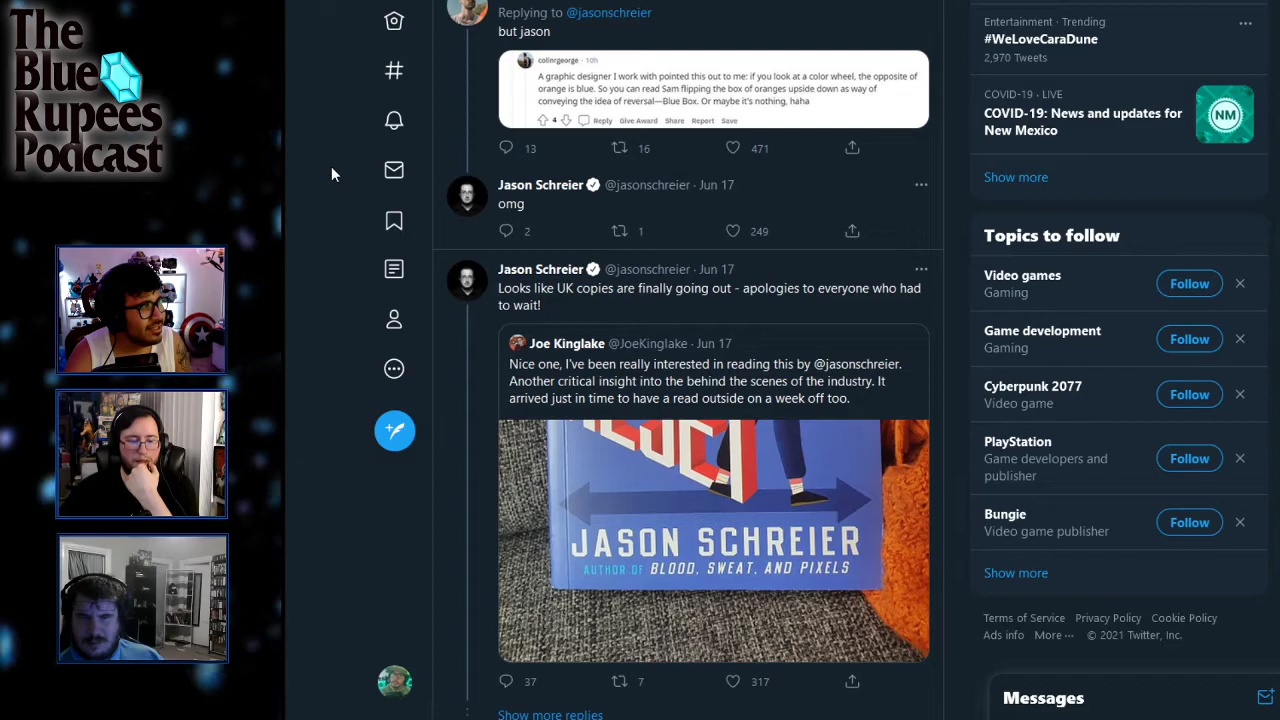 The
Blue
Rupees
Podcast
Replying to @jasonschreier
but jason
colinrgeorge · 10h
A graphic designer I work with pointed this out to me: if you look at a color wheel, the opposite of
orange is blue. So you can read Sam flipping the box of oranges upside down as way of
conveying the idea of reversal—Blue Box. Or maybe it's nothing, haha
4 Reply Give Award Share Report Save
13 16 471
Jason Schreier @jasonschreier · Jun 17
omg
2 1 249
Jason Schreier @jasonschreier · Jun 17
Looks like UK copies are finally going out - apologies to everyone who had
to wait!
Joe Kinglake @JoeKinglake · Jun 17
Nice one, I've been really interested in reading this by @jasonschreier.
Another critical insight into the behind the scenes of the industry. It
arrived just in time to have a read outside on a week off too.
JASON SCHREIER
AUTHOR OF BLOOD, SWEAT, AND PIXELS
37 7 317
Show more replies
Entertainment · Trending
#WeLoveCaraDune
2,970 Tweets
COVID-19 · LIVE
COVID-19: News and updates for
New Mexico
NM
Show more
Topics to follow
Video games
Gaming
Follow
Game development
Gaming
Follow
Cyberpunk 2077
Video game
Follow
PlayStation
Game developers and
publisher
Follow
Bungie
Video game publisher
Follow
Show more
Terms of Service Privacy Policy Cookie Policy
Ads info More ··· © 2021 Twitter, Inc.
Messages